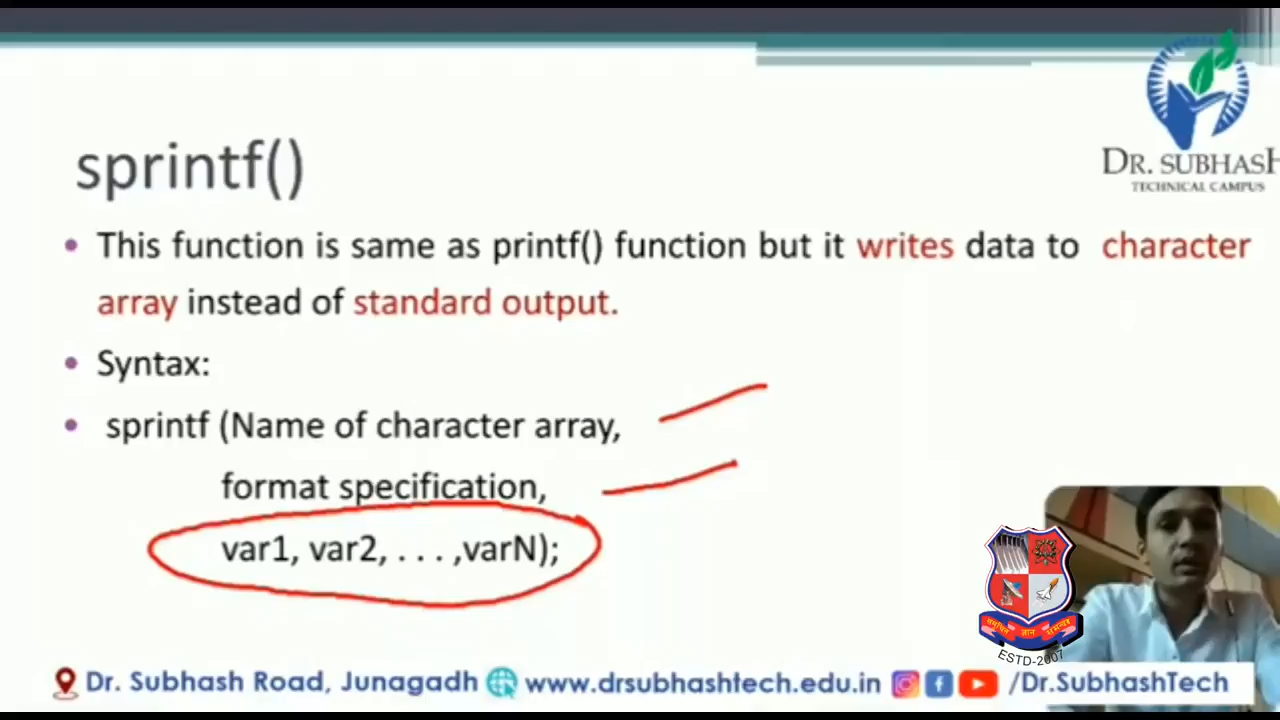 DR. SUBHASH
TECHNICAL CAMPUS
sprintf()
• This function is same as printf() function but it writes data to character
array instead of standard output.
• Syntax:
• sprintf (Name of character array,
format specification,
var1, var2, . . . ,varN);
ESTD-2007
Dr. Subhash Road, Junagadh www.drsubhashtech.edu.in /Dr.SubhashTech